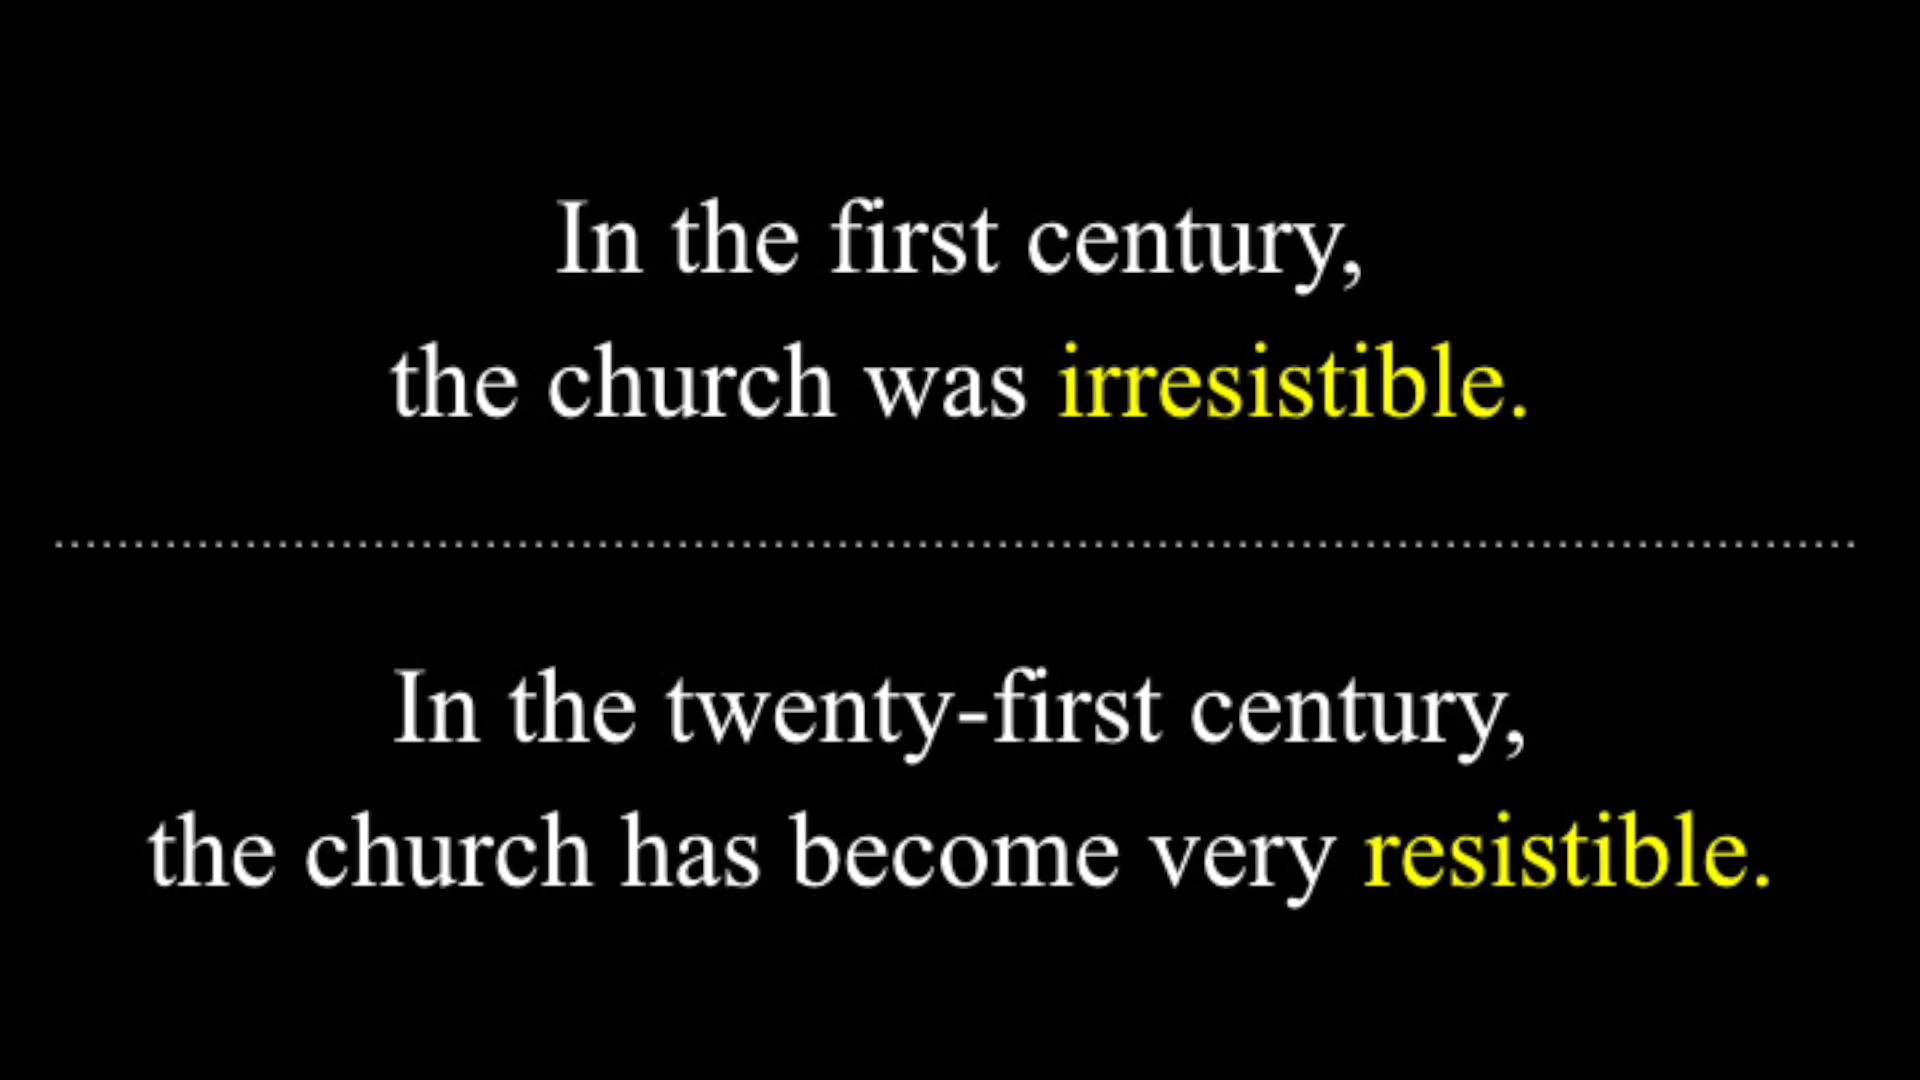 In the first century,
the church was irresistible.
In the twenty-first century,
the church has become very resistible.